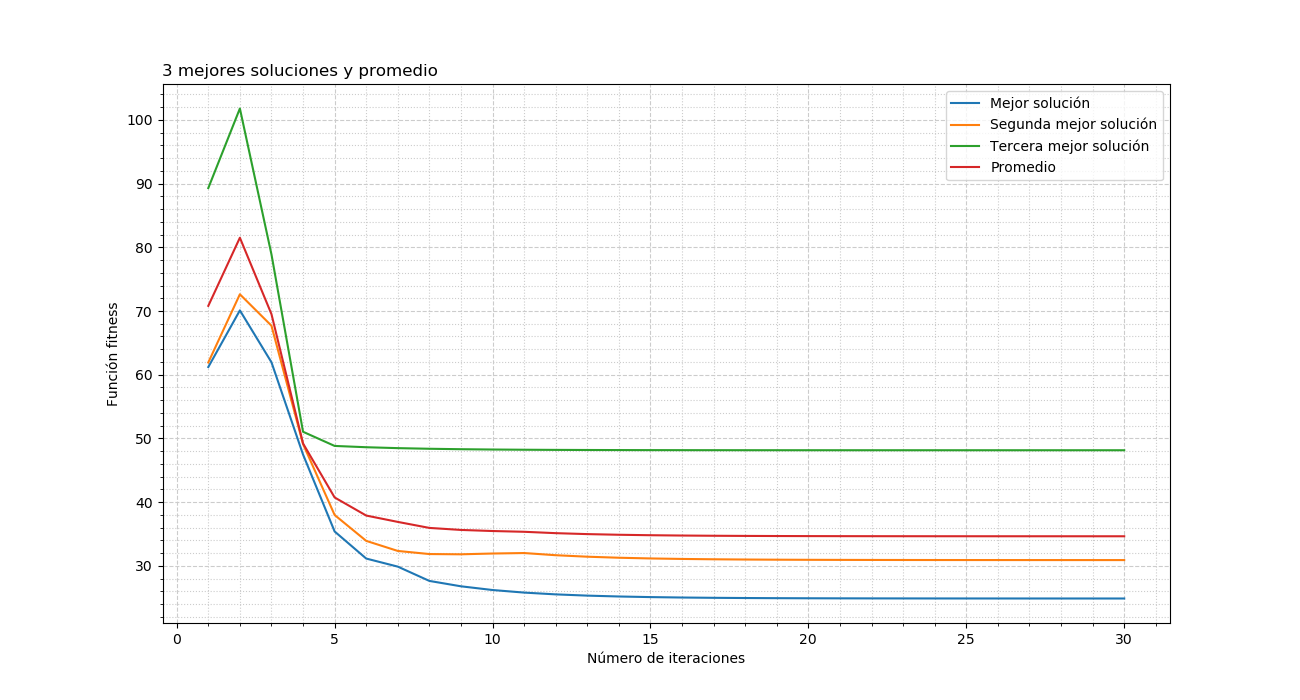 3 mejores soluciones y promedio
Mejor solución
Segunda mejor solución
Tercera mejor solución
Promedio
100
90
80
70
60
50
40
30
Función fitness
0 5 10 15 20 25 30
Número de iteraciones